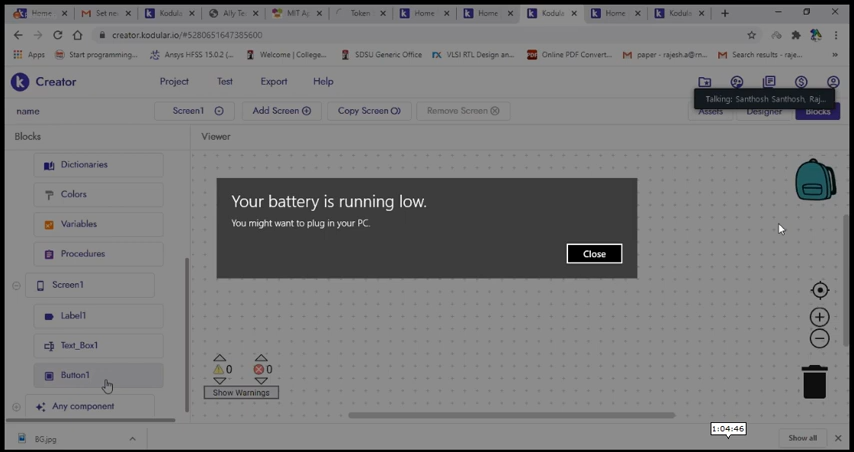 Home
Set ne
Kodula
Ally Te
MIT Ap
Token
Home
Home
Kodula
Home
Kodula
creator.kodular.io/#5280651647385600
Apps
Start programming...
Ansys HFSS 15.0.2 (...
Welcome | College...
SDSU Generic Office
VLSI RTL Design an...
Online PDF Convert...
paper - rajesh.a@rn...
Search results - raje...
Creator
Project
Test
Export
Help
Talking: Santhosh Santhosh, Raj...
name
Screen1
Add Screen
Copy Screen
Remove Screen
Assets
Designer
Blocks
Blocks
Viewer
Dictionaries
Colors
Variables
Procedures
Screen1
Label1
Text_Box1
Button1
Any component
Your battery is running low.
You might want to plug in your PC.
Close
0
0
Show Warnings
1:04:46
BG.jpg
Show all